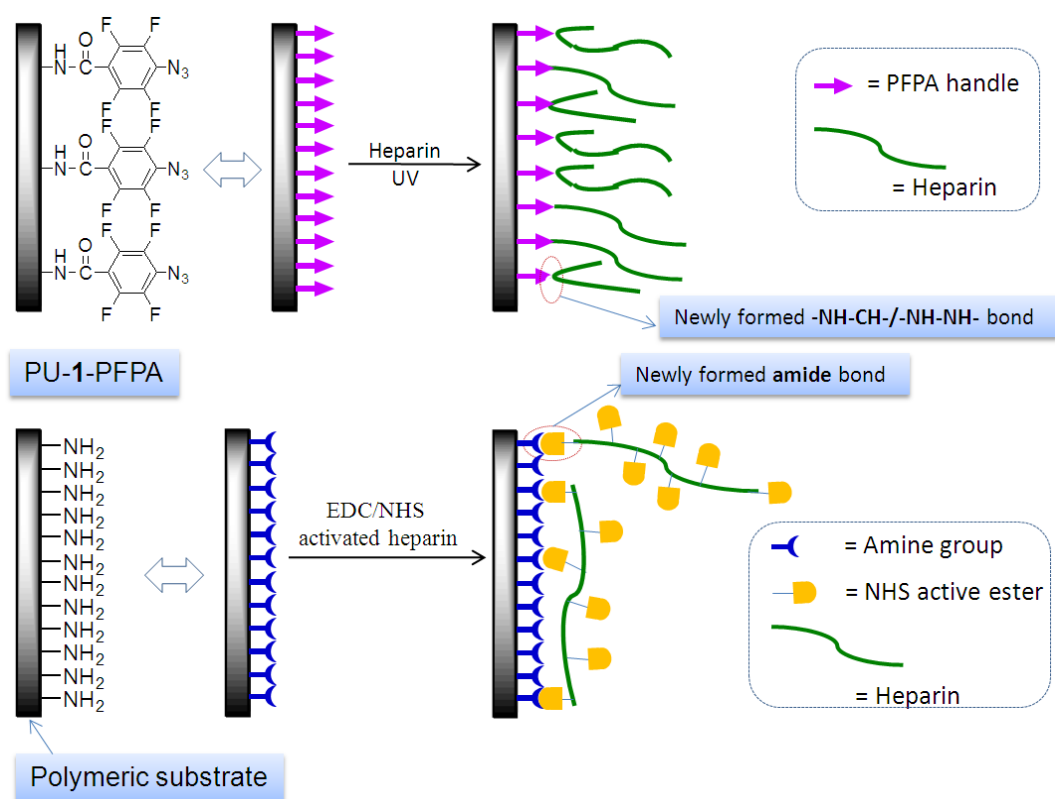 F F
H O
N C N3
F F
F F
H O
N C N3
F F
F F
H O
N C N3
F F
Heparin
UV
= PFPA handle
= Heparin
Newly formed -NH-CH-/-NH-NH- bond
PU-1-PFPA
Newly formed amide bond
NH2
NH2
NH2
NH2
NH2
NH2
NH2
NH2
NH2
NH2
NH2
NH2
EDC/NHS
activated heparin
= Amine group
= NHS active ester
= Heparin
Polymeric substrate